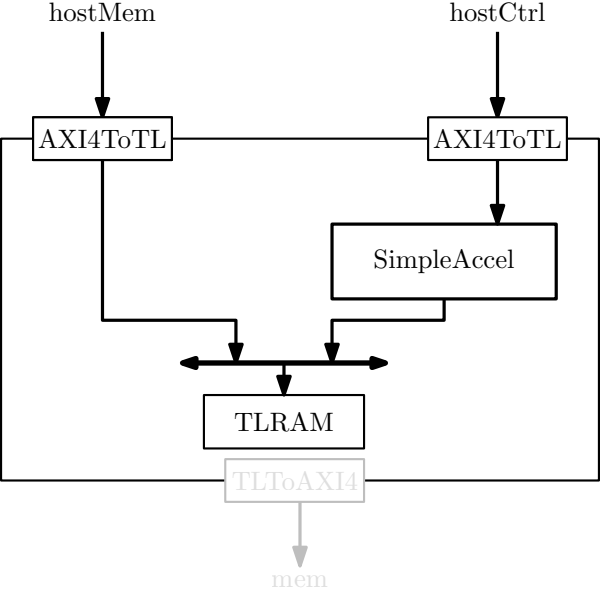 hostMem
hostCtrl
AXI4ToTL
AXI4ToTL
SimpleAccel
TLRAM
TLToAXI4
mem